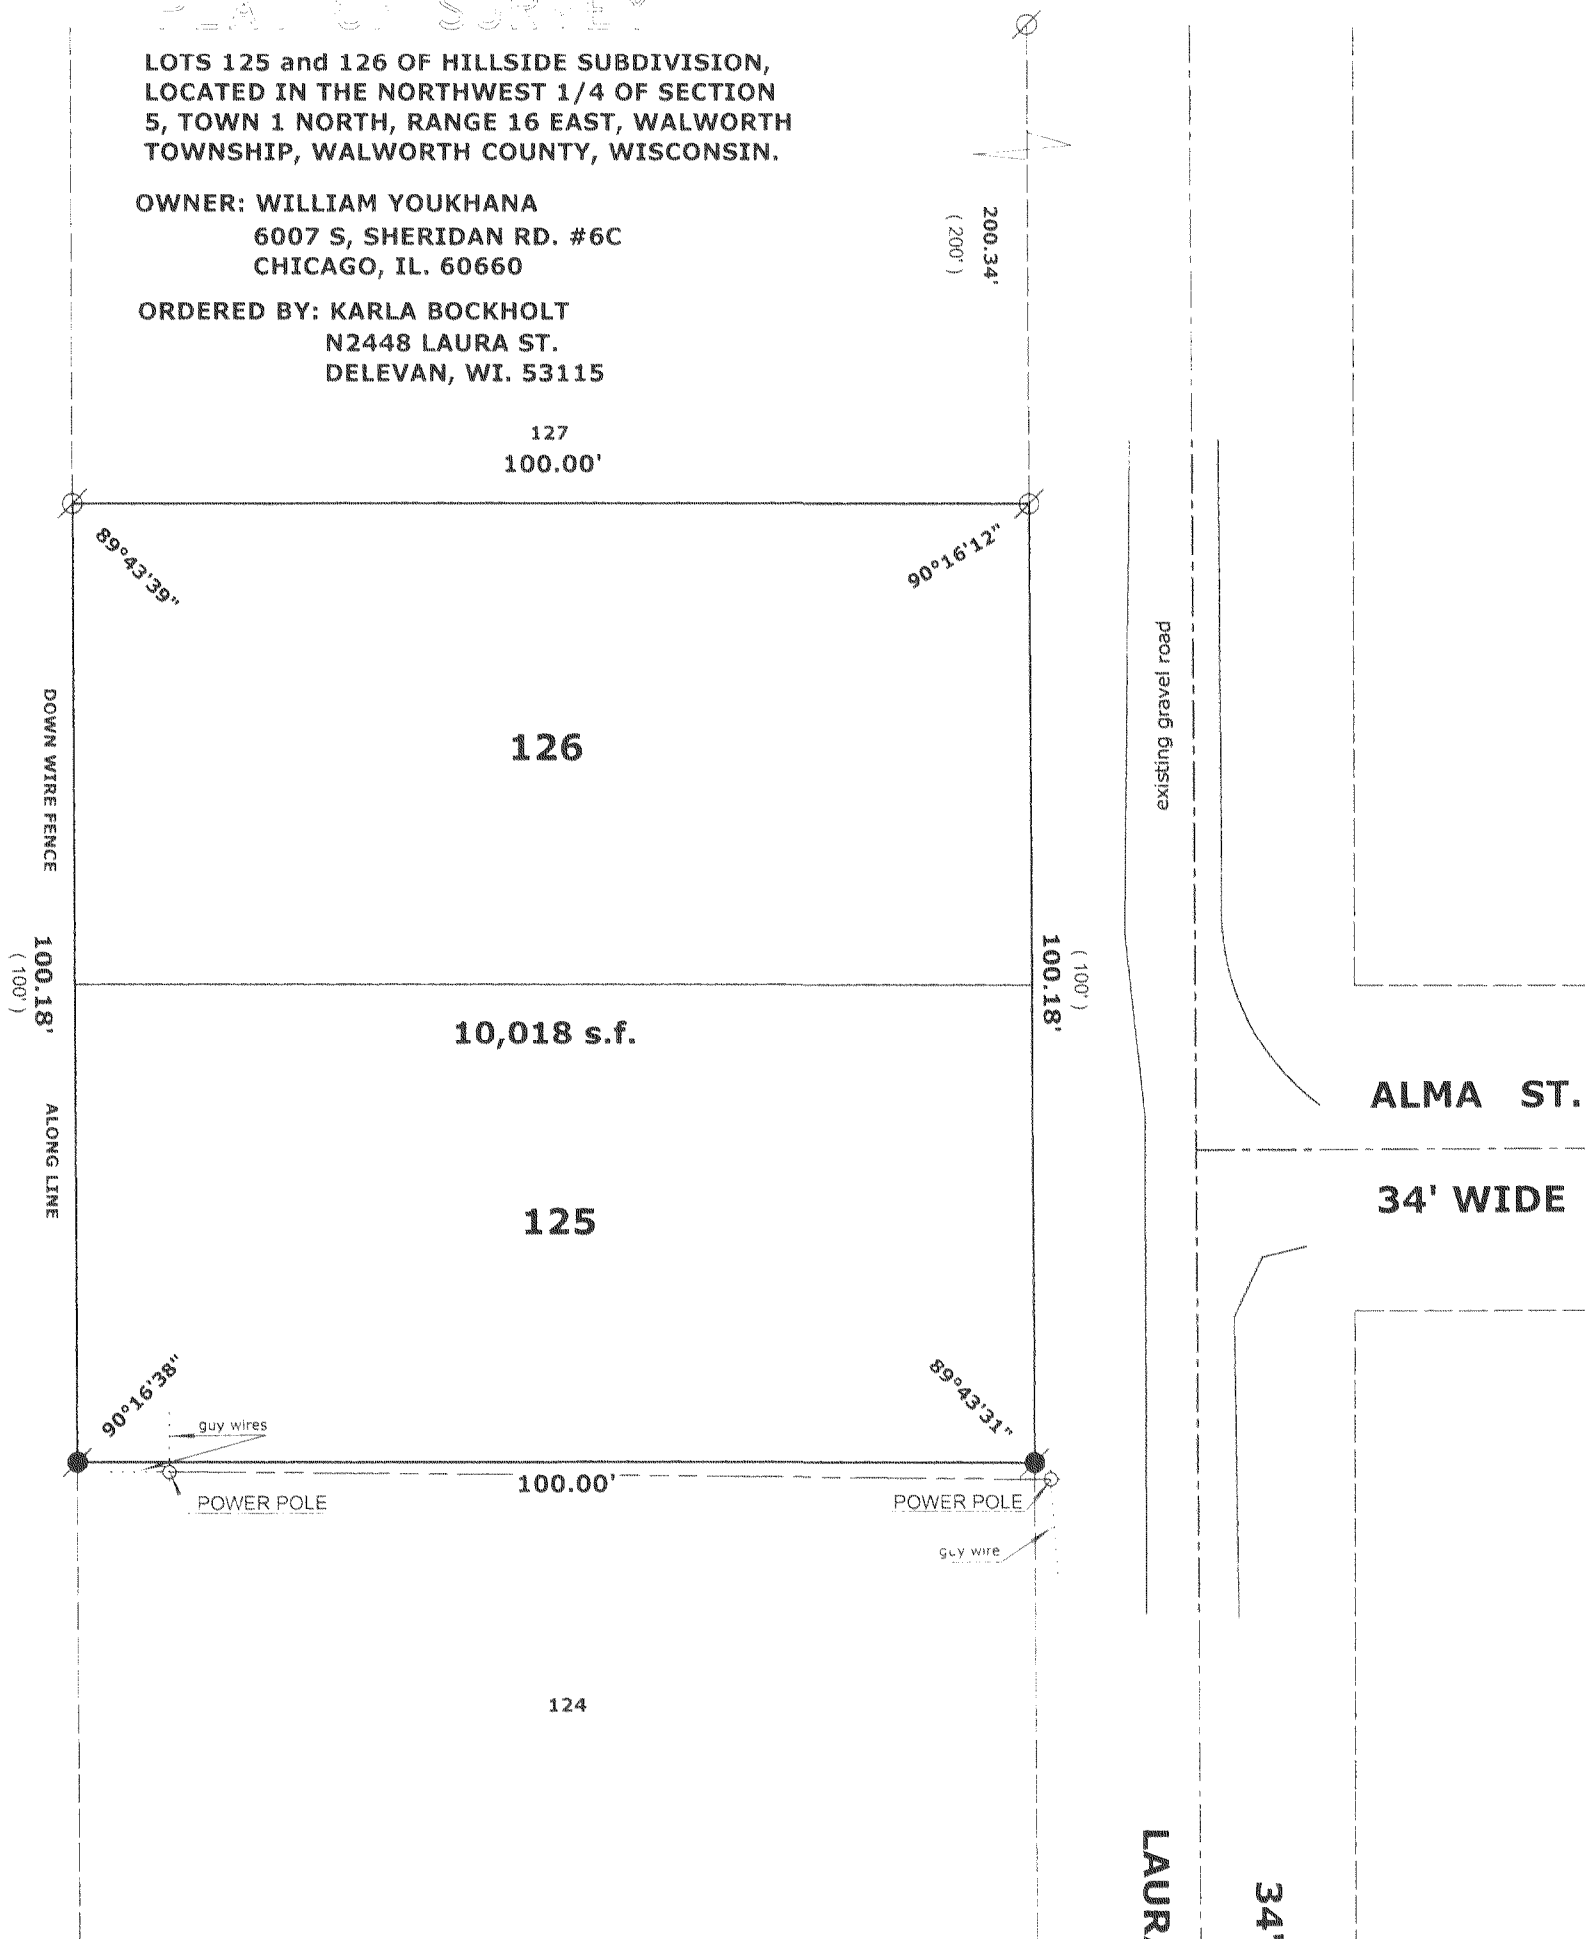 PLAT OF SURVEY
LOTS 125 and 126 OF HILLSIDE SUBDIVISION,
LOCATED IN THE NORTHWEST 1/4 OF SECTION
5, TOWN 1 NORTH, RANGE 16 EAST, WALWORTH
TOWNSHIP, WALWORTH COUNTY, WISCONSIN.
OWNER: WILLIAM YOUKHANA
6007 S, SHERIDAN RD. #6C
CHICAGO, IL. 60660
ORDERED BY: KARLA BOCKHOLT
N2448 LAURA ST.
DELEVAN, WI. 53115
200.34'
( 200' )
127
100.00'
89°43'39"
90°16'12"
existing gravel road
DOWN WIRE FENCE
126
100.18'
( 100' )
( 100' )
100.18'
10,018 s.f.
ALONG LINE
ALMA ST.
34' WIDE
125
90°16'38"
89°43'31"
guy wires
100.00'
POWER POLE
POWER POLE
guy wire
124
LAURA
34'